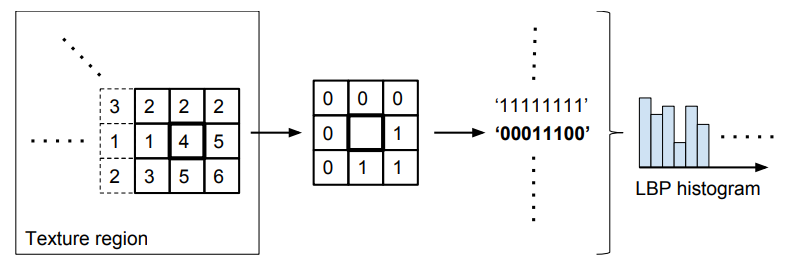 3 2 2 2
1 1 4 5
2 3 5 6
Texture region
0 0 0
0 1
0 1 1
‘11111111’
‘00011100’
LBP histogram